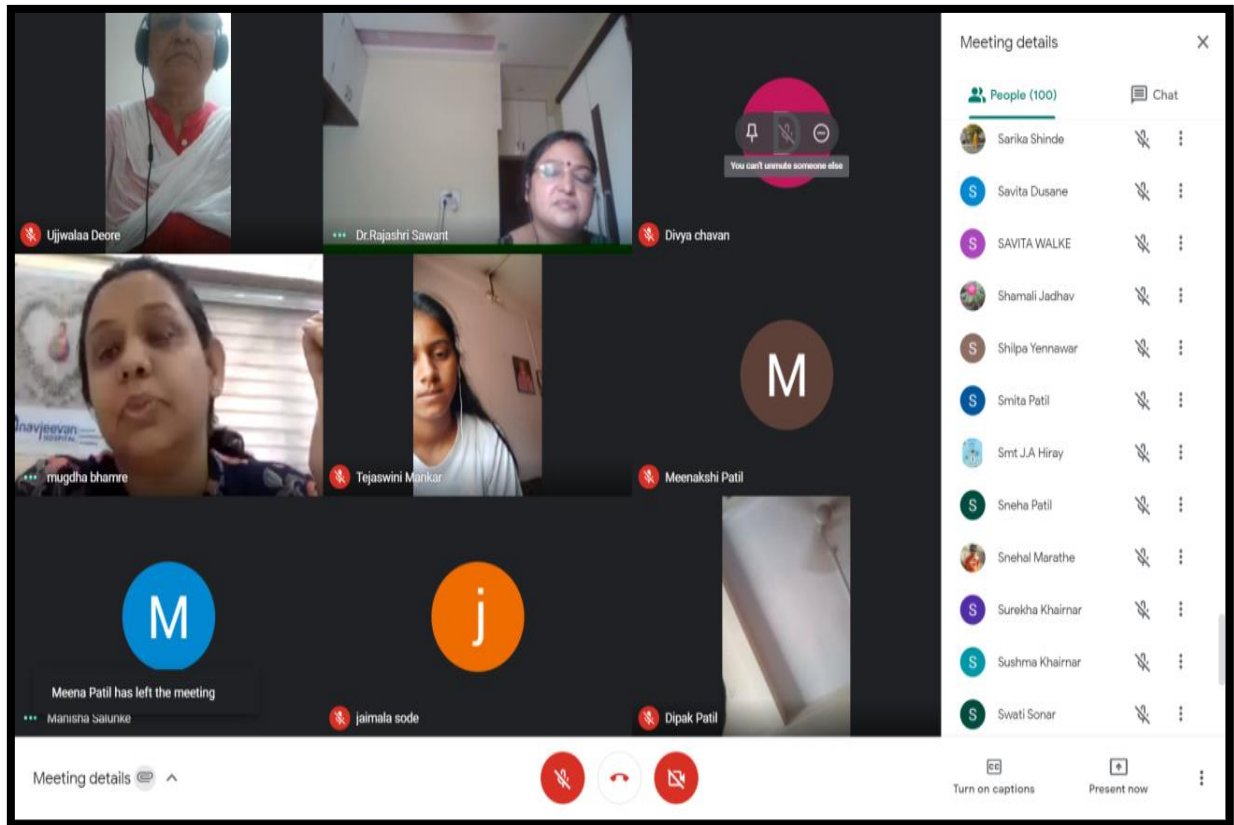 Ujjwalaa Deore
Dr.Rajashri Sawant
D
You can't unmute someone else
Divya chavan
navjeevan
HOSPITAL
mugdha bhamre
Tejaswini Mankar
M
Meenakshi Patil
M
Meena Patil has left the meeting
Manisha Salunke
j
jaimala sode
Dipak Patil
Meeting details
People (100)
Chat
Sarika Shinde
S
Savita Dusane
S
SAVITA WALKE
Shamali Jadhav
S
Shilpa Yennawar
S
Smita Patil
Smt J.A Hiray
S
Sneha Patil
Snehal Marathe
S
Surekha Khairnar
S
Sushma Khairnar
S
Swati Sonar
Meeting details
CC
Turn on captions
Present now